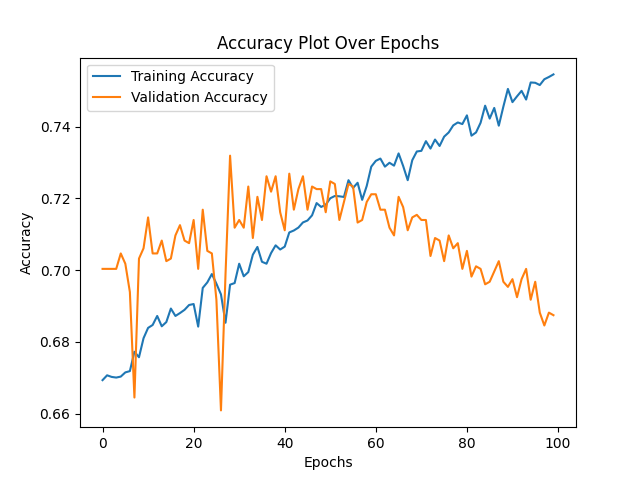 Accuracy Plot Over Epochs
Training Accuracy
Validation Accuracy
0.74
0.72
0.70
0.68
0.66
Accuracy
0 20 40 60 80 100
Epochs